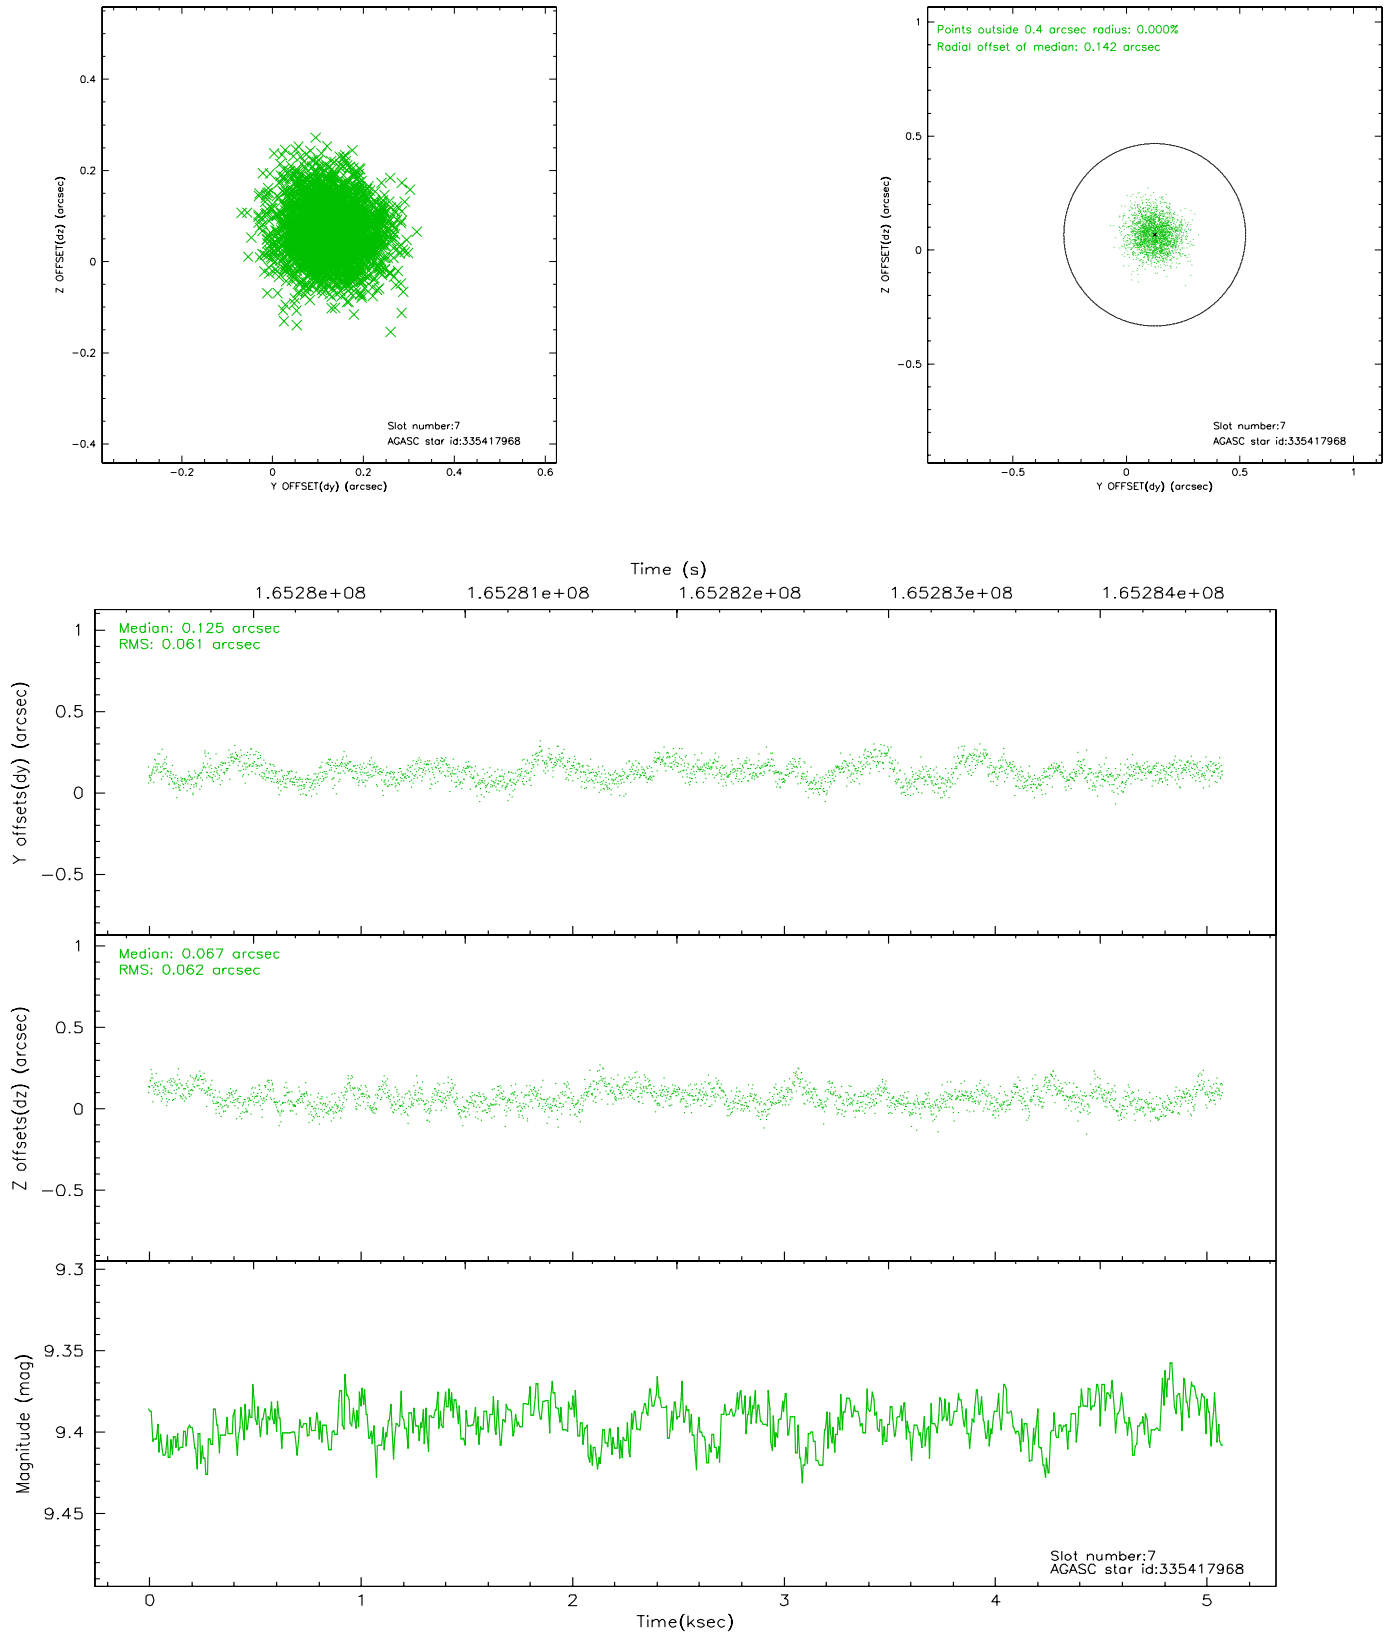 0.4
0.2
0
−0.2
−0.4
Z OFFSET(dz) (arcsec)
Slot number:7
AGASC star id:335417968
−0.2 0 0.2 0.4 0.6
Y OFFSET(dy) (arcsec)
Points outside 0.4 arcsec radius: 0.000%
Radial offset of median: 0.142 arcsec
1
0.5
0
−0.5
Z OFFSET(dz) (arcsec)
Slot number:7
AGASC star id:335417968
−0.5 0 0.5 1
Y OFFSET(dy) (arcsec)
Time (s)
1.6528e+08 1.65281e+08 1.65282e+08 1.65283e+08 1.65284e+08
Median: 0.125 arcsec
RMS: 0.061 arcsec
1
0.5
0
−0.5
Y offsets(dy) (arcsec)
Median: 0.067 arcsec
RMS: 0.062 arcsec
1
0.5
0
−0.5
Z offsets(dz) (arcsec)
9.3
9.35
9.4
9.45
Magnitude (mag)
Slot number:7
AGASC star id:335417968
0 1 2 3 4 5
Time(ksec)